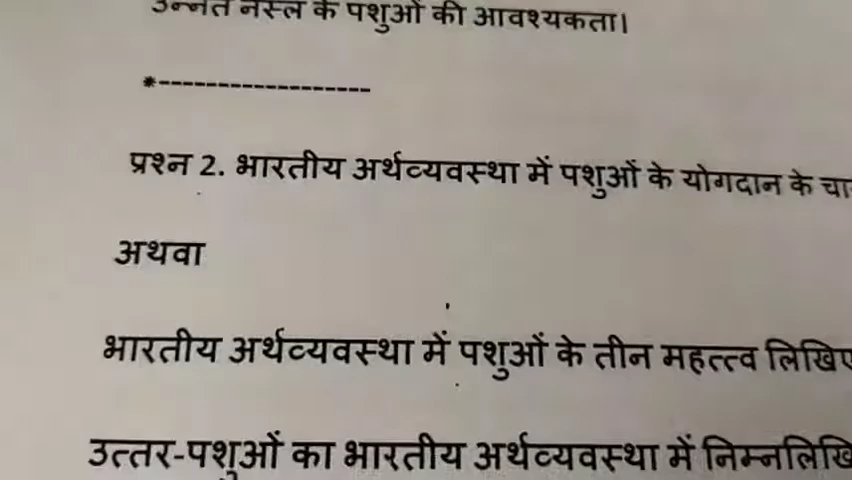 उन्नत नस्ल के पशुओं की आवश्यकता।
*------------------
प्रश्न 2. भारतीय अर्थव्यवस्था में पशुओं के योगदान के
अथवा
भारतीय अर्थव्यवस्था में पशुओं के तीन महत्त्व लिखिए
उत्तर-पशुओं का भारतीय अर्थव्यवस्था में